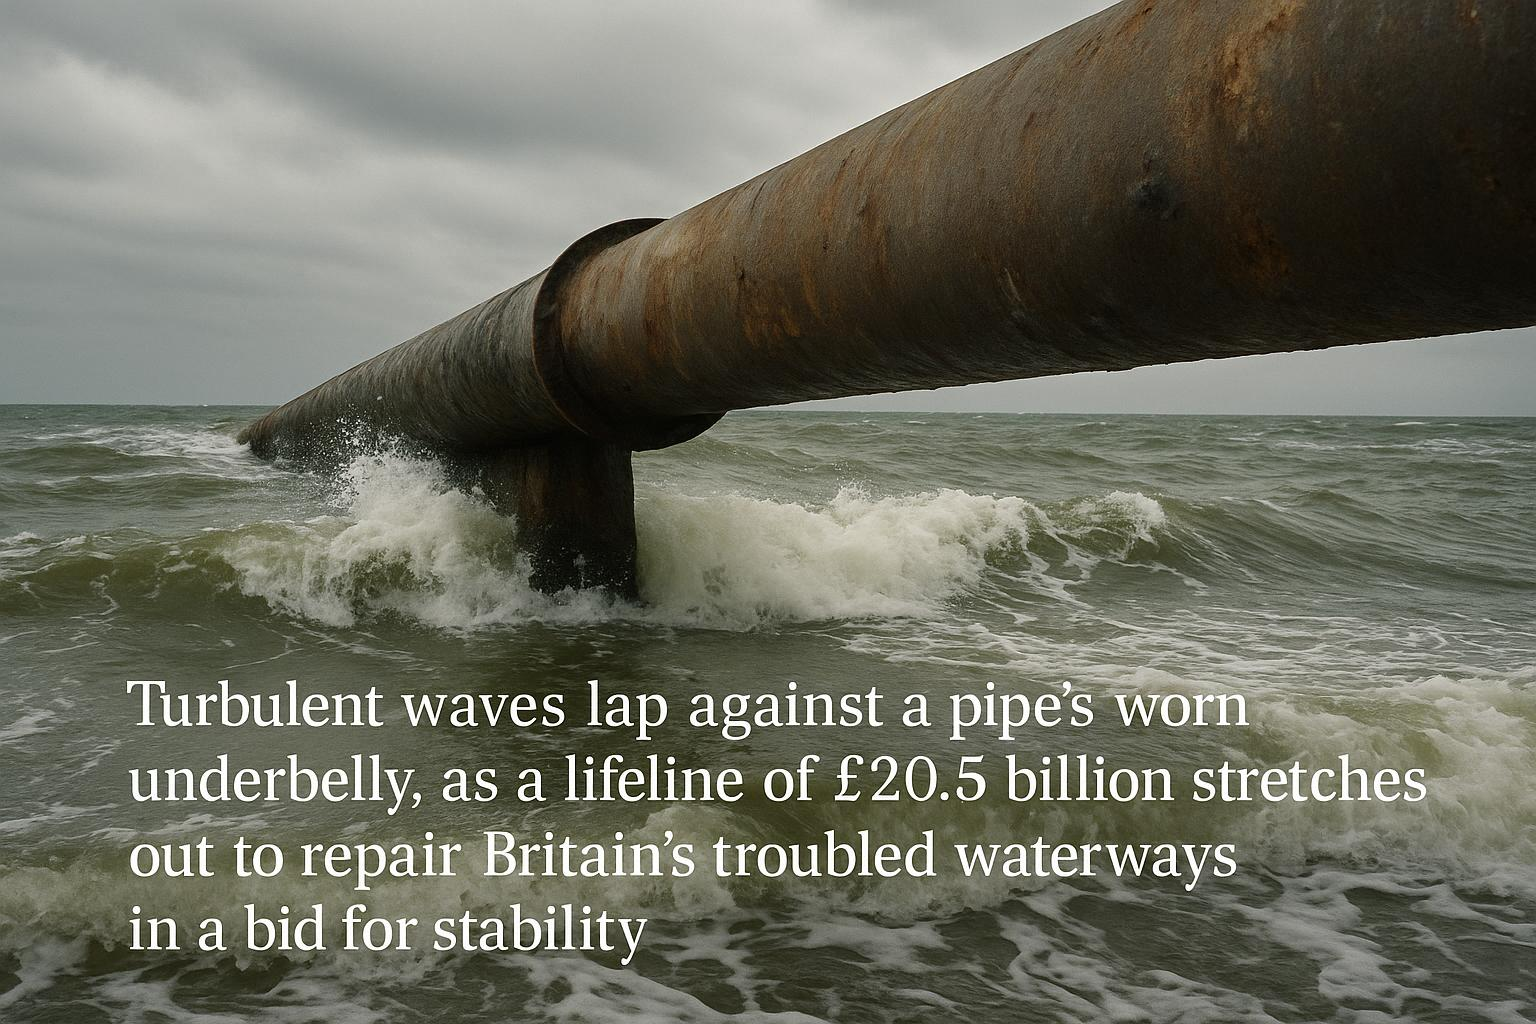 Turbulent waves lap against a pipe’s worn
underbelly, as a lifeline of £20.5 billion stretches
out to repair Britain’s troubled waterways
in a bid for stability